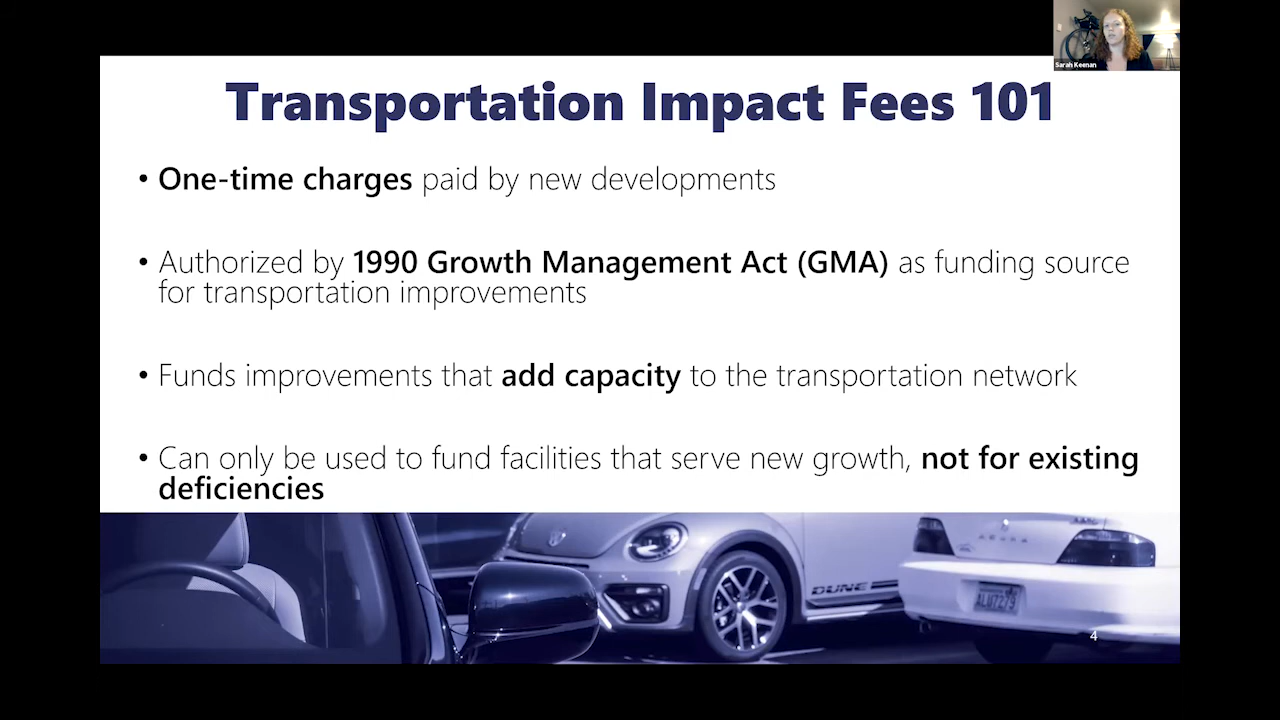 Sarah Keenan
Transportation Impact Fees 101
• One-time charges paid by new developments
• Authorized by 1990 Growth Management Act (GMA) as funding source
for transportation improvements
• Funds improvements that add capacity to the transportation network
• Can only be used to fund facilities that serve new growth, not for existing
deficiencies
DUNE
ACURA
ALU7279
4